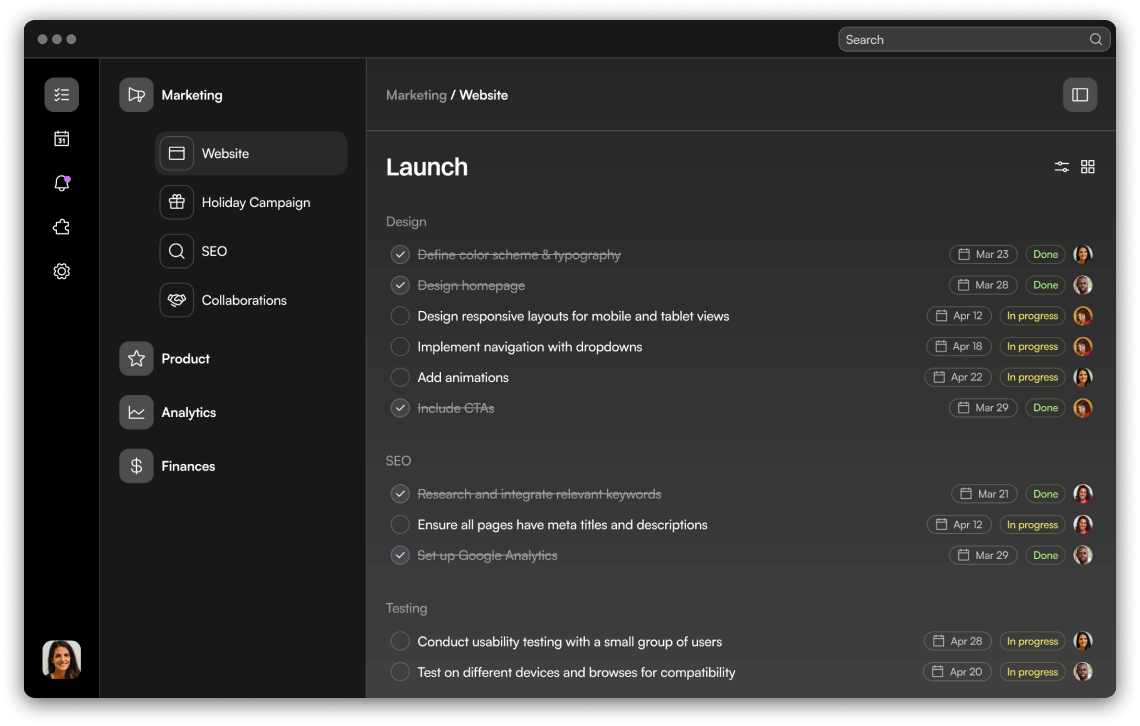 Search
31
Marketing
Website
Holiday Campaign
SEO
Collaborations
Product
Analytics
Finances
Marketing / Website
Launch
Design
Define color scheme & typography Mar 23 Done
Design homepage Mar 28 Done
Design responsive layouts for mobile and tablet views Apr 12 In progress
Implement navigation with dropdowns Apr 18 In progress
Add animations Apr 22 In progress
Include CTAs Mar 29 Done
SEO
Research and integrate relevant keywords Mar 21 Done
Ensure all pages have meta titles and descriptions Apr 12 In progress
Set up Google Analytics Mar 29 Done
Testing
Conduct usability testing with a small group of users Apr 28 In progress
Test on different devices and browses for compatibility Apr 20 In progress